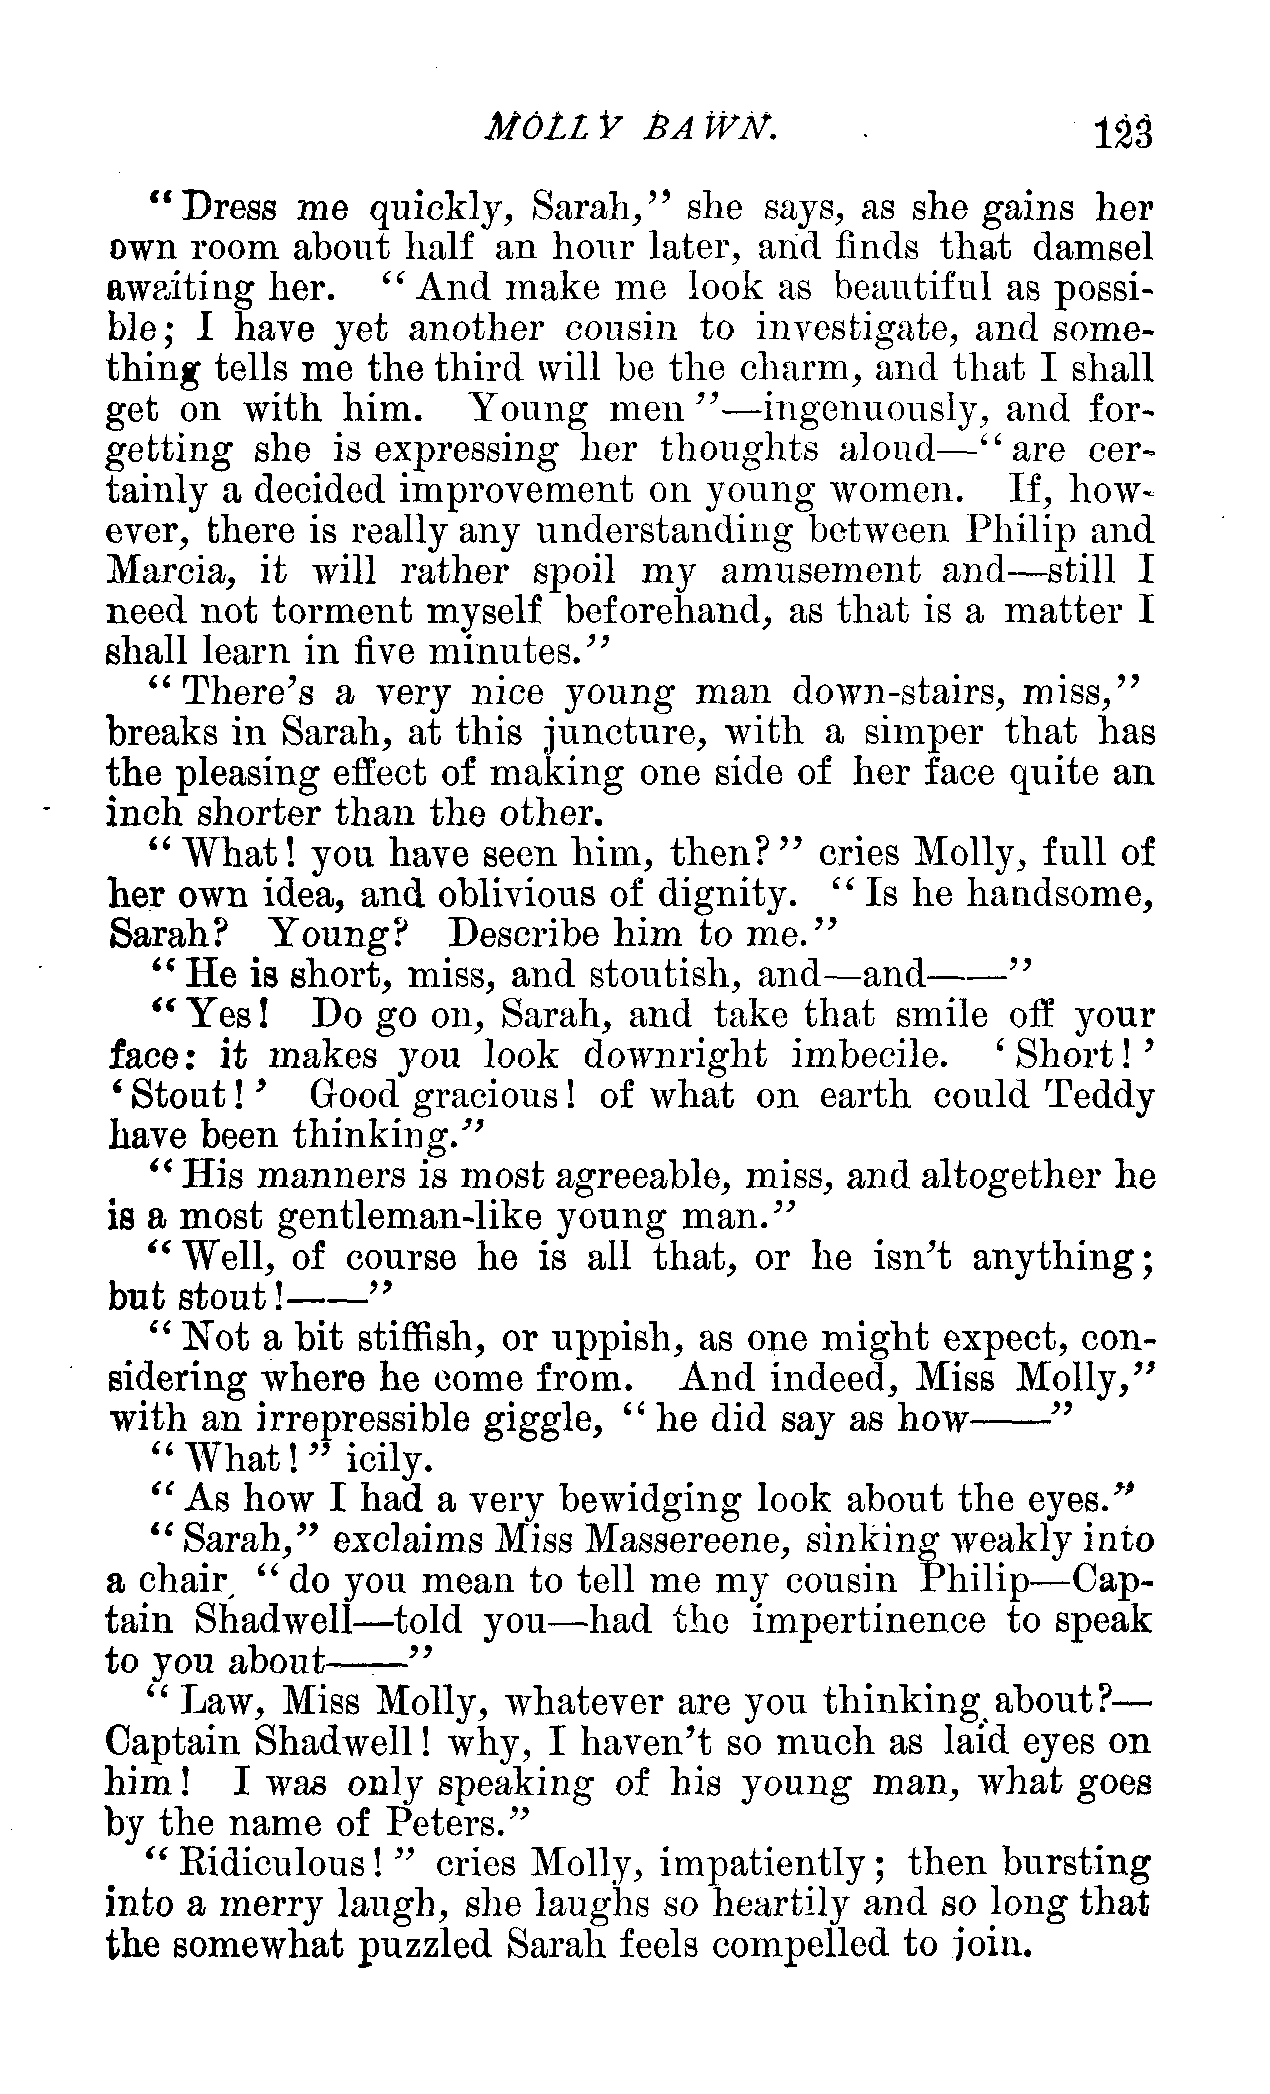 MOLLY BAWN. 123
"Dress me quickly, Sarah," she says, as she gains her
own room about half an hour later, and finds that damsel
awaiting her. "And make me look as beautiful as possi-
ble; I have yet another cousin to investigate, and some-
thing tells me the third will be the charm, and that I shall
get on with him. Young men"—ingenuously, and for-
getting she is expressing her thoughts aloud—"are cer-
tainly a decided improvement on young women. If, how-
ever, there is really any understanding between Philip and
Marcia, it will rather spoil my amusement and—still I
need not torment myself beforehand, as that is a matter I
shall learn in five minutes."
"There's a very nice young man down-stairs, miss,"
breaks in Sarah, at this juncture, with a simper that has
the pleasing effect of making one side of her face quite an
inch shorter than the other.
"What! you have seen him, then?" cries Molly, full of
her own idea, and oblivious of dignity. "Is he handsome,
Sarah? Young? Describe him to me."
"He is short, miss, and stoutish, and—and——"
"Yes! Do go on, Sarah, and take that smile off your
face: it makes you look downright imbecile. 'Short!'
'Stout!' Good gracious! of what on earth could Teddy
have been thinking."
"His manners is most agreeable, miss, and altogether he
is a most gentleman-like young man."
"Well, of course he is all that, or he isn't anything;
but stout!——"
"Not a bit stiffish, or uppish, as one might expect, con-
sidering where he come from. And indeed, Miss Molly,"
with an irrepressible giggle, "he did say as how——"
"What!" icily.
"As how I had a very bewidging look about the eyes."
"Sarah," exclaims Miss Massereene, sinking weakly into
a chair, "do you mean to tell me my cousin Philip—Cap-
tain Shadwell—told you—had the impertinence to speak
to you about——"
"Law, Miss Molly, whatever are you thinking about?—
Captain Shadwell! why, I haven't so much as laid eyes on
him! I was only speaking of his young man, what goes
by the name of Peters."
"Ridiculous!" cries Molly, impatiently; then bursting
into a merry laugh, she laughs so heartily and so long that
the somewhat puzzled Sarah feels compelled to join.